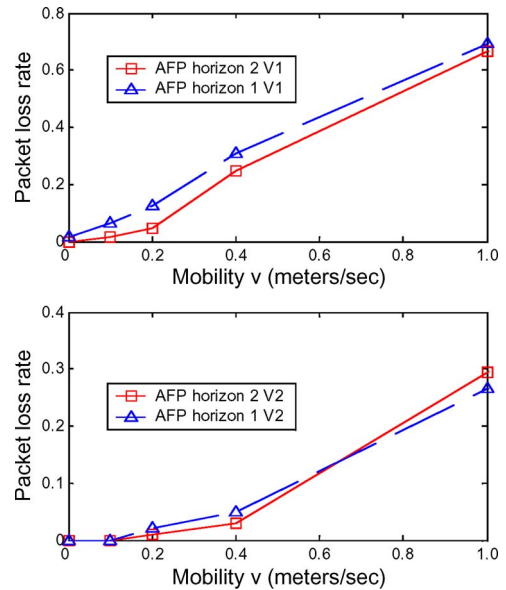 0.8
0.6
0.4
0.2
0
Packet loss rate
AFP horizon 2 V1
AFP horizon 1 V1
0 0.2 0.4 0.6 0.8 1.0
Mobility v (meters/sec)
0.4
0.3
0.2
0.1
0
Packet loss rate
AFP horizon 2 V2
AFP horizon 1 V2
0 0.2 0.4 0.6 0.8 1.0
Mobility v (meters/sec)